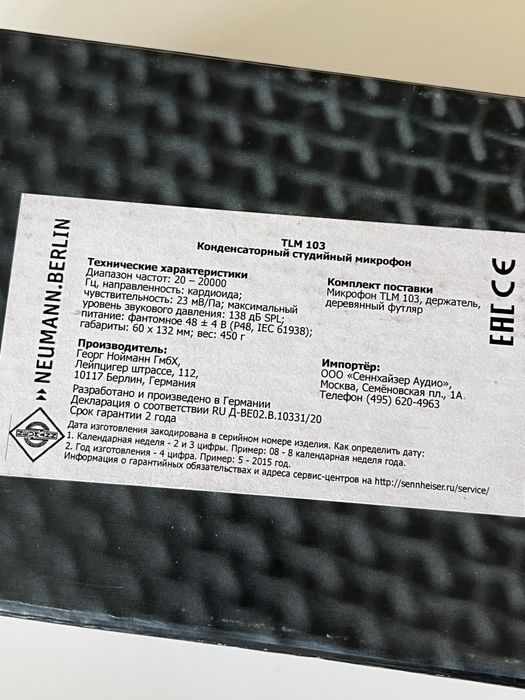 NEUMANN.BERLIN
TLM 103
Конденсаторный студийный микрофон
Технические характеристики
Диапазон частот: 20 – 20000
Гц, направленность: кардиоида;
чувствительность: 23 мВ/Па; максимальный
уровень звукового давления: 138 дБ SPL;
питание: фантомное 48 ± 4 В (P48, IEC 61938);
габариты: 60 x 132 мм; вес: 450 г
Комплект поставки
Микрофон TLM 103, держатель,
деревянный футляр
Производитель:
Георг Нойманн ГмбХ,
Лейпцигер штрассе, 112,
10117 Берлин, Германия
Импортёр:
ООО «Сеннхайзер Аудио»,
Москва, Семёновская пл., 1А
Телефон (495) 620-4963
Разработано и произведено в Германии
Декларация о соответствии RU Д-BE02.B.10331/20
Срок гарантии 2 года
Дата изготовления закодирована в серийном номере изделия. Как определить дату:
1. Календарная неделя - 2 и 3 цифры. Пример: 08 - 8 календарная неделя года.
2. Год изготовления - 4 цифра. Пример: 5 - 2015 год.
Информация о гарантийных обязательствах и адреса сервис-центров на http://sennheiser.ru/service/
EAC CE